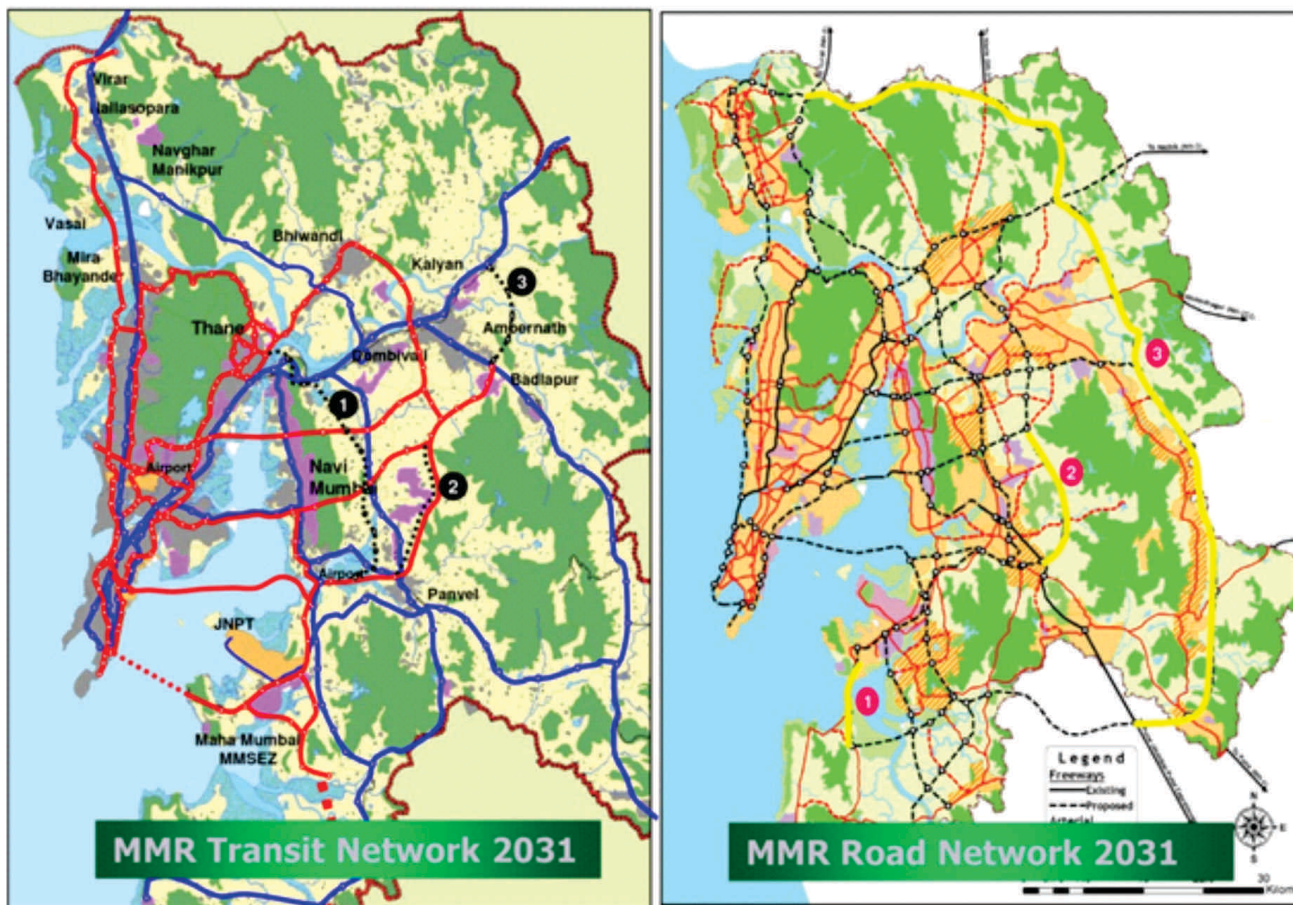 Virar
Nallasopara
Navghar
Manikpur
Vasai
Mira
Bhayander
Bhiwandi
Kalyan
3
Thane
Ambernath
Dombivali
Badlapur
1
Airport
Navi
Mumbai
2
Airport
Panvel
JNPT
Maha Mumbai
MMSEZ
MMR Transit Network 2031
3
2
1
Legend
Freeways
Existing
Proposed
Arterial
N
E
S
MMR Road Network 2031
0
30